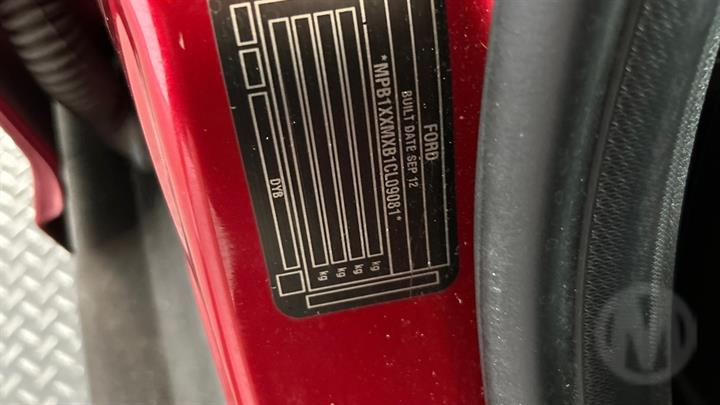 FORD
BUILT DATE SEP 12
*MPB1XXMXB1CL09081*
kg
kg
kg
kg
DYB
M